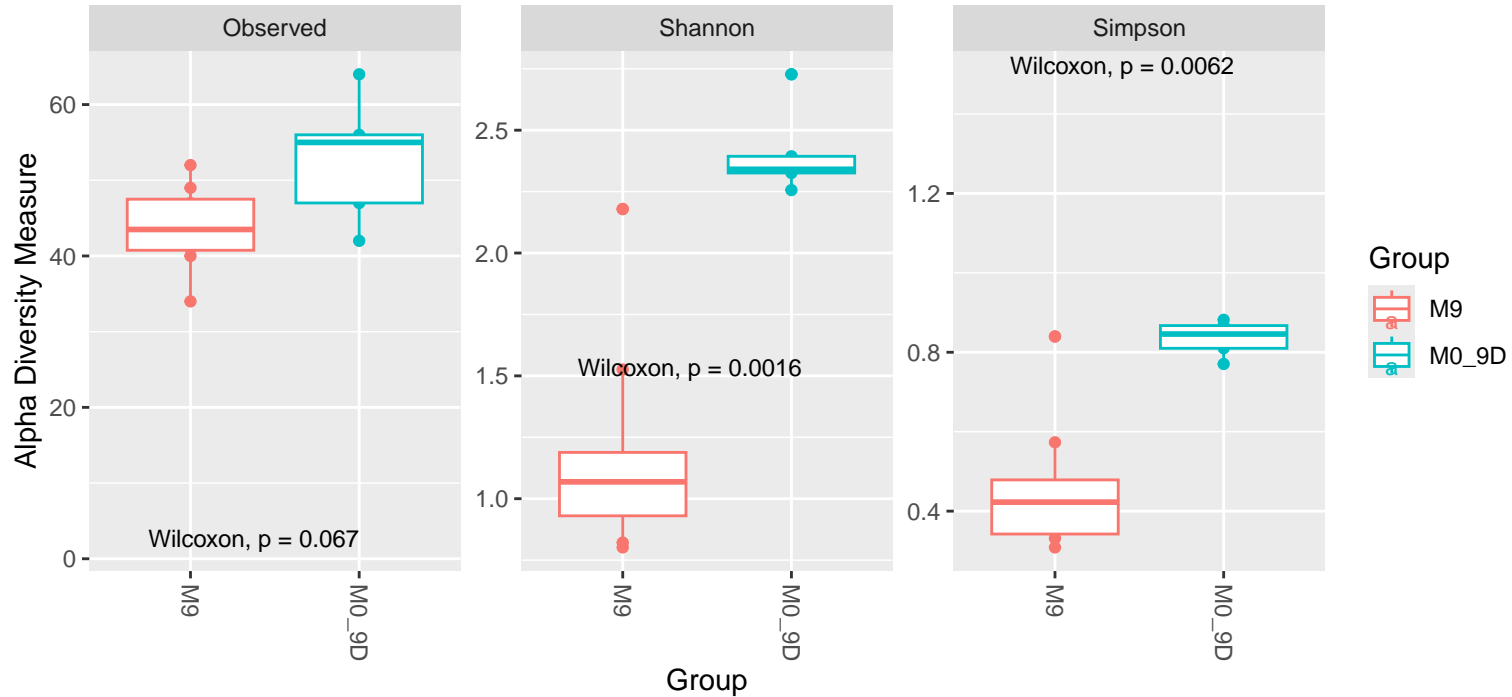 Observed
Shannon
Simpson
Alpha Diversity Measure
60
40
20
0
Wilcoxon, p = 0.067
M9
M0_9D
2.5
2.0
1.5
1.0
Wilcoxon, p = 0.0016
M9
M0_9D
Wilcoxon, p = 0.0062
1.2
0.8
0.4
M9
M0_9D
Group
Group
a
M9
a
M0_9D